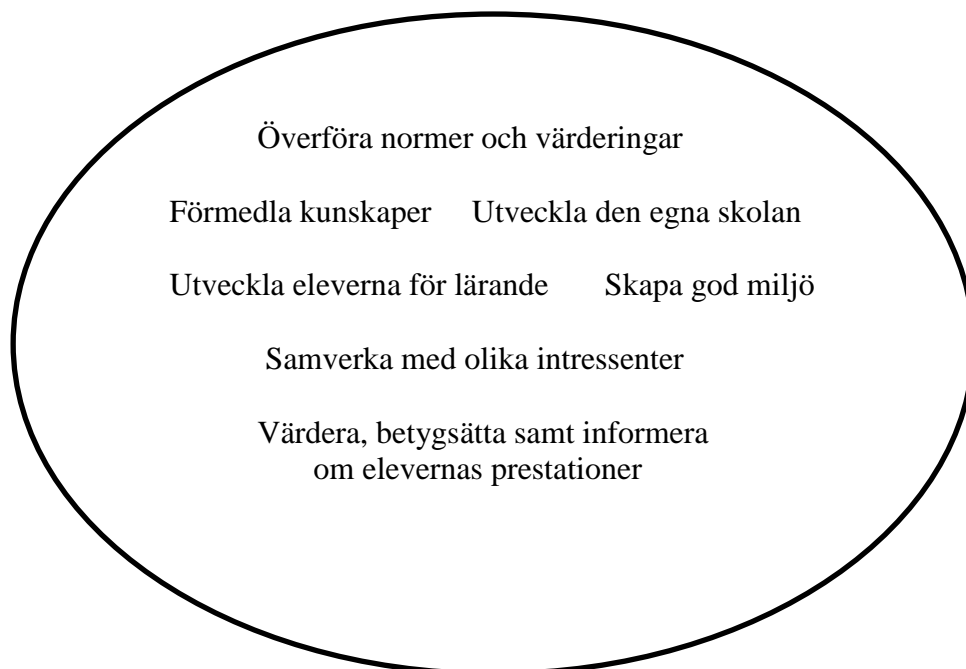 Överföra normer och värderingar
Förmedla kunskaper Utveckla den egna skolan
Utveckla eleverna för lärande Skapa god miljö
Samverka med olika intressenter
Värdera, betygsätta samt informera
om elevernas prestationer